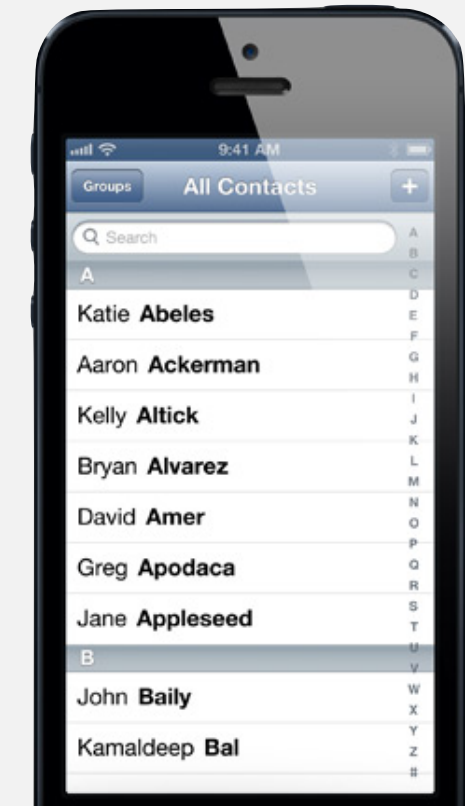 9:41 AM
Groups All Contacts +
Search
A
Katie Abeles
Aaron Ackerman
Kelly Altick
Bryan Alvarez
David Amer
Greg Apodaca
Jane Appleseed
B
John Baily
Kamaldeep Bal
A
B
C
D
E
F
G
H
I
J
K
L
M
N
O
P
Q
R
S
T
U
V
W
X
Y
Z
#